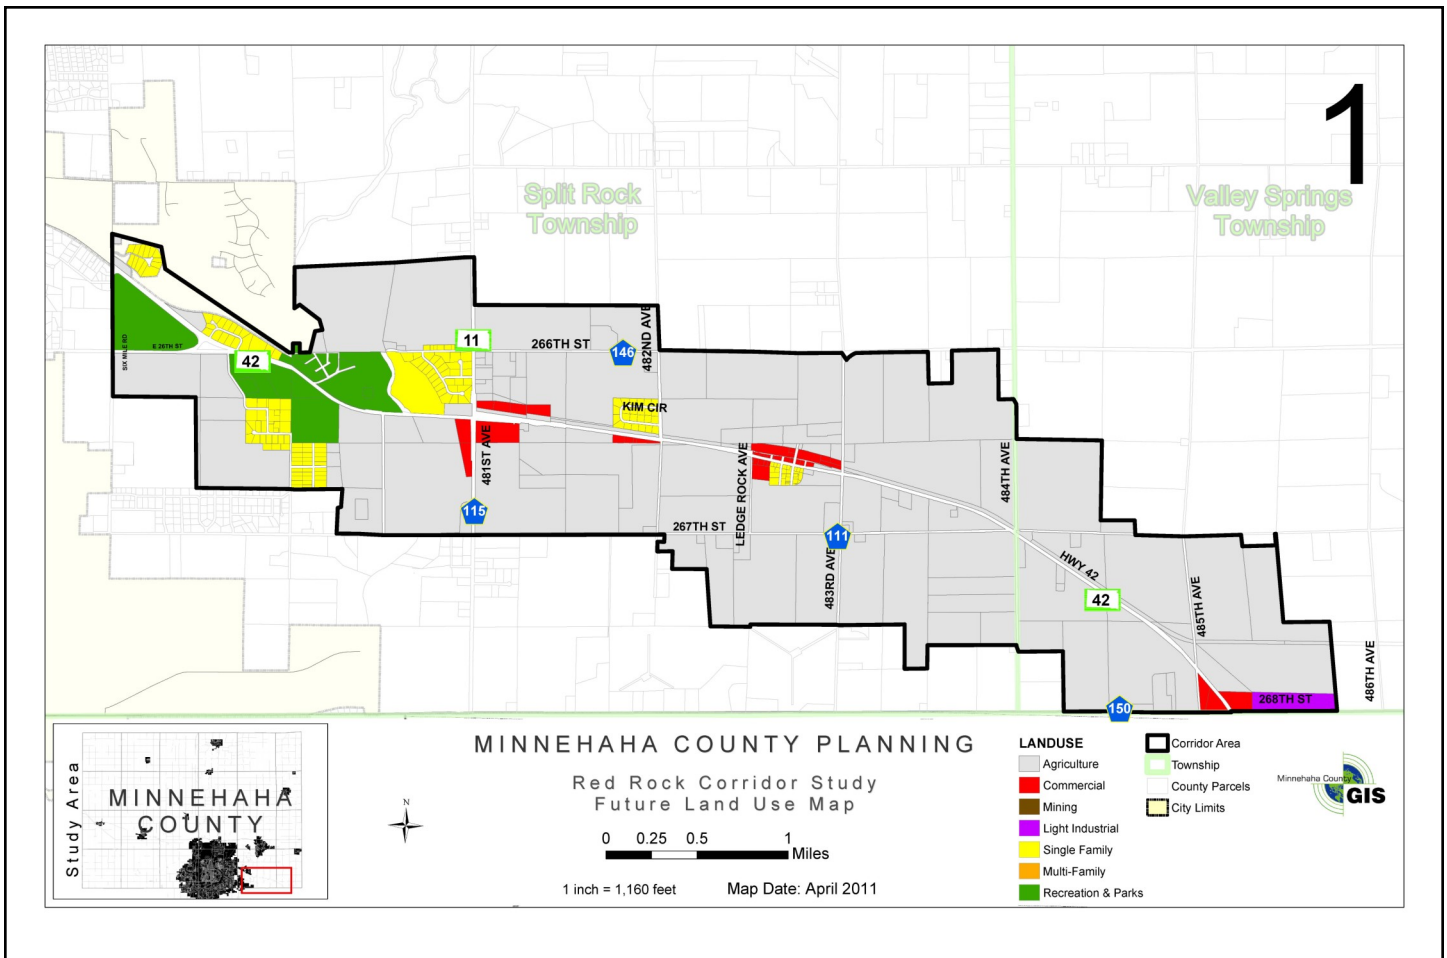 1
Split Rock
Township
Valley Springs
Township
SIX MILE RD
E 26TH ST
42
11
266TH ST
146
482ND AVE
KIM CIR
481ST AVE
115
LEDGE ROCK AVE
267TH ST
111
483RD AVE
484TH AVE
HWY 42
42
485TH AVE
486TH AVE
268TH ST
150
Study Area
MINNEHAHA
COUNTY
MINNEHAHA COUNTY PLANNING
Red Rock Corridor Study
Future Land Use Map
N
0 0.25 0.5 1
Miles
1 inch = 1,160 feet
Map Date: April 2011
LANDUSE
Agriculture
Commercial
Mining
Light Industrial
Single Family
Multi-Family
Recreation & Parks
Corridor Area
Township
County Parcels
City Limits
Minnehaha County
GIS